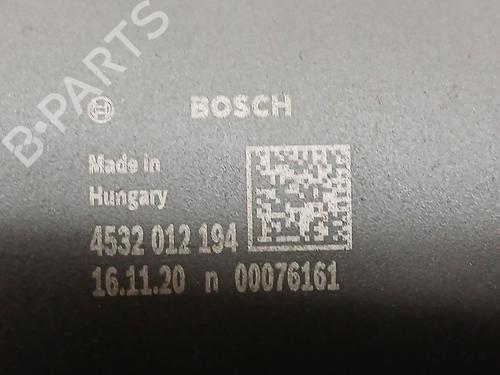 B-PARTS
BOSCH
Made in
Hungary
4532 012 194
16.11.20 n 00076161